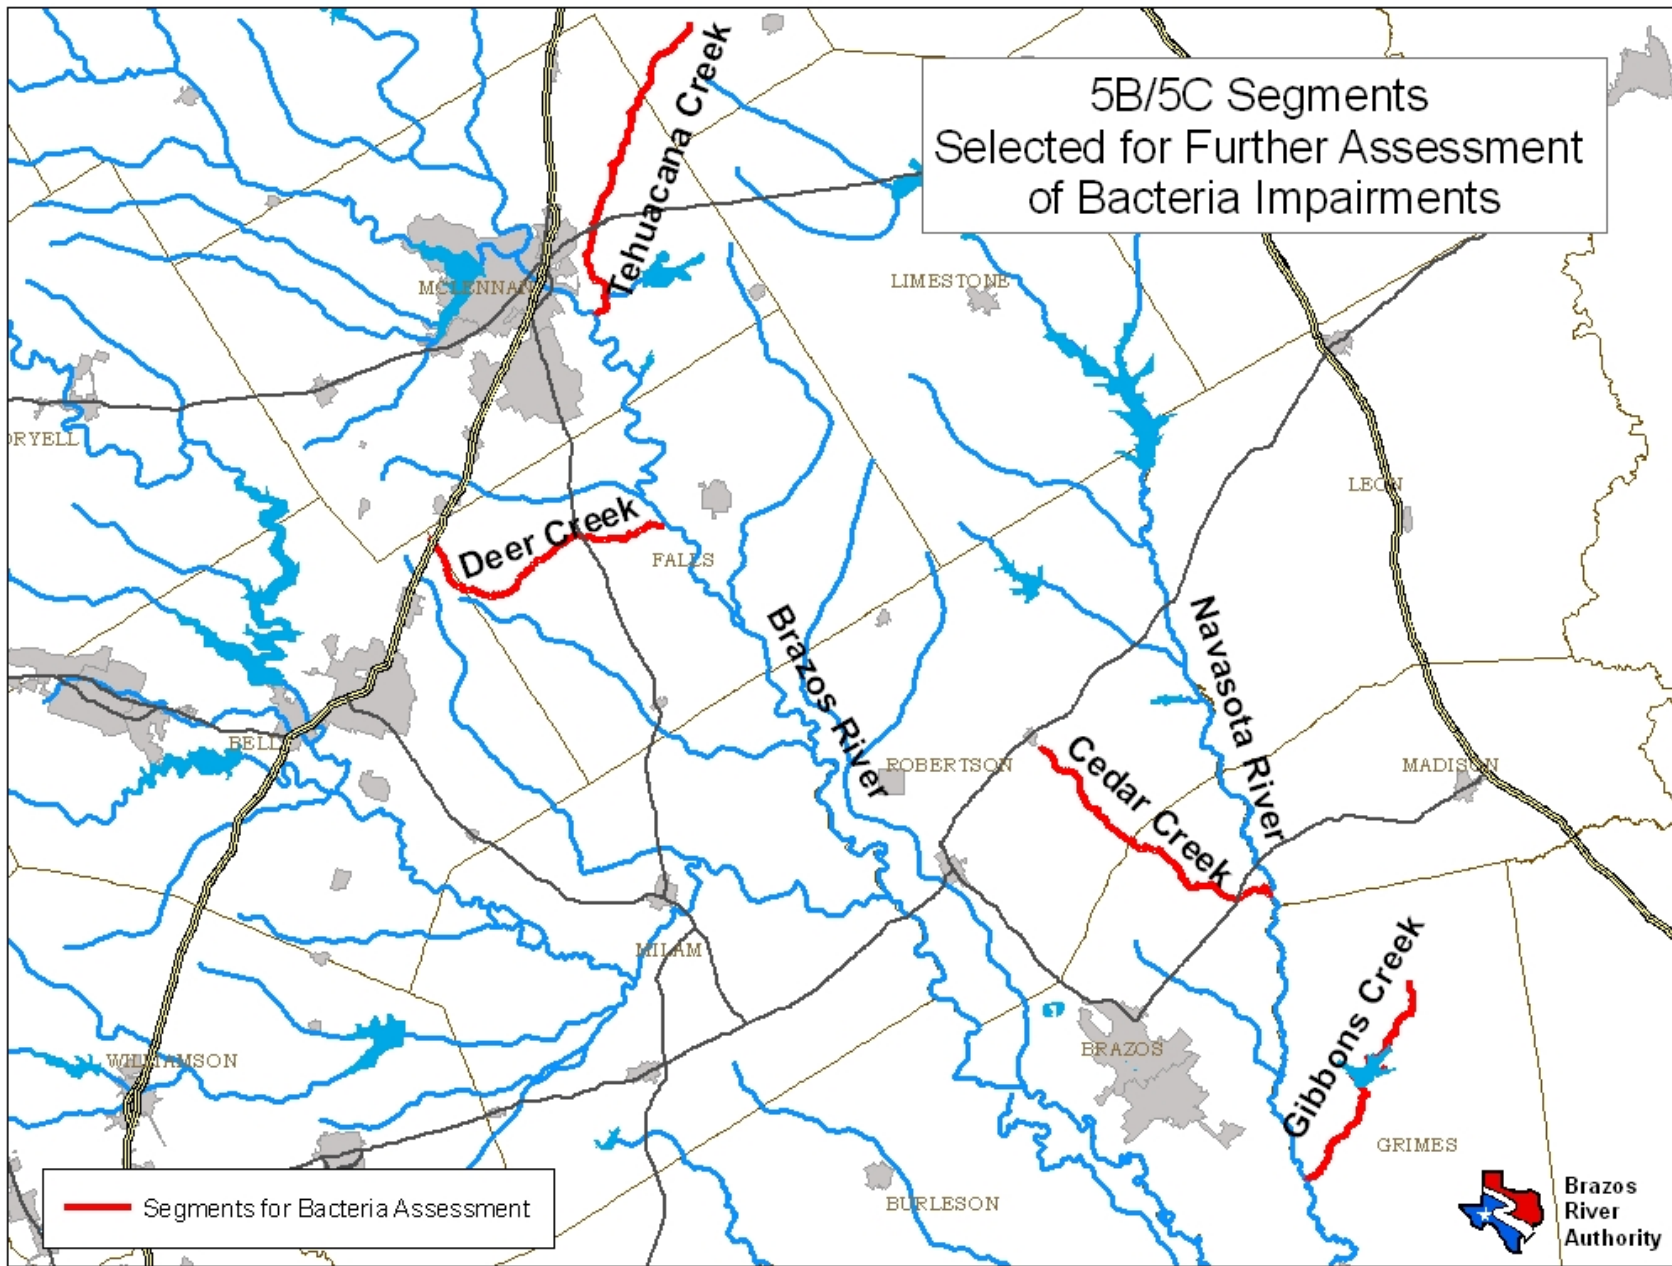 5B/5C Segments
Selected for Further Assessment
of Bacteria Impairments
Tehuacana Creek
MCLENNAN
LIMESTONE
ORYELL
LEON
Deer Creek
FALLS
Brazos River
Navasota River
BELL
ROBERTSON
Cedar Creek
MADISON
MILAM
Gibbons Creek
WILLIAMSON
BRAZOS
GRIMES
BURLESON
Segments for Bacteria Assessment
Brazos
River
Authority